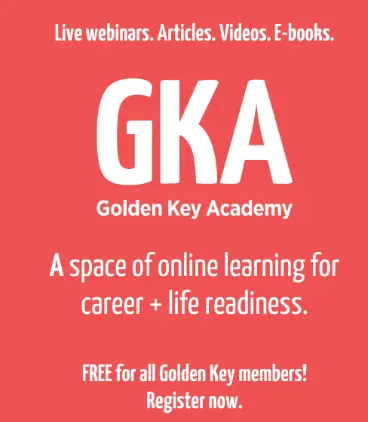 Live webinars. Articles. Videos. E-books.
GKA
Golden Key Academy
A space of online learning for
career + life readiness.
FREE for all Golden Key members!
Register now.